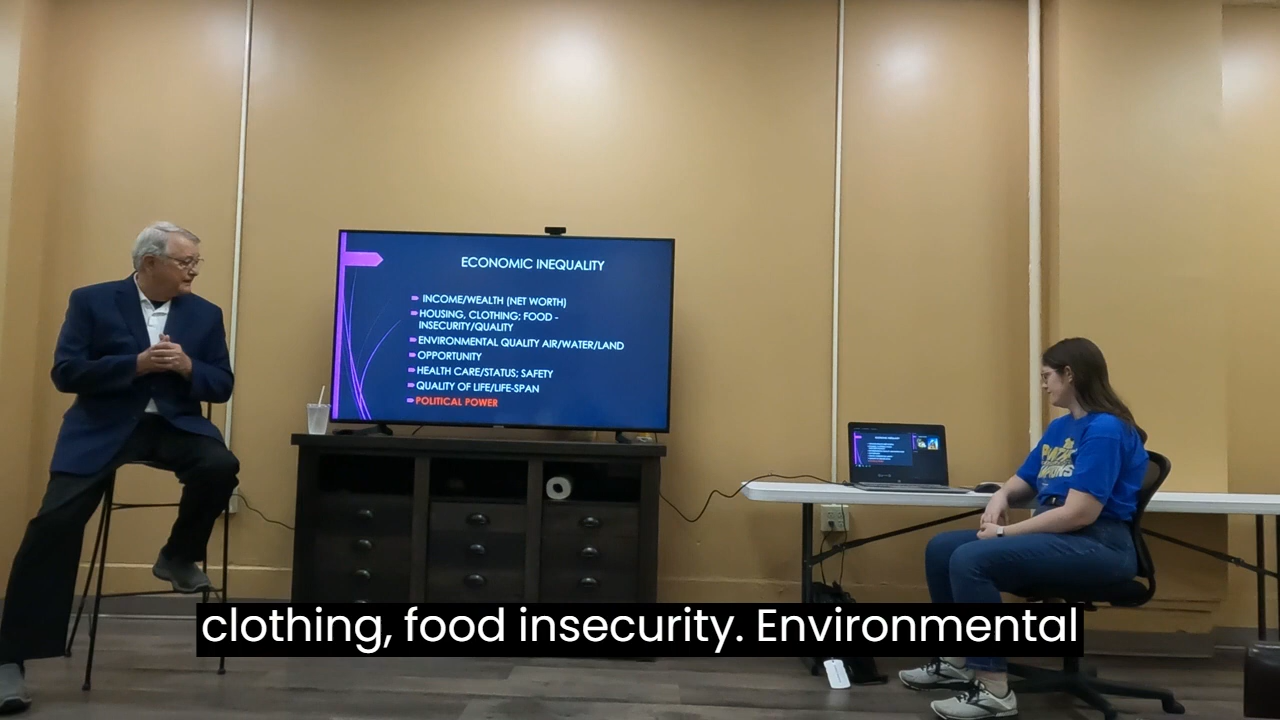 ECONOMIC INEQUALITY
INCOME/WEALTH (NET WORTH)
HOUSING, CLOTHING; FOOD -
INSECURITY/QUALITY
ENVIRONMENTAL QUALITY AIR/WATER/LAND
OPPORTUNITY
HEALTH CARE/STATUS; SAFETY
QUALITY OF LIFE/LIFE-SPAN
POLITICAL POWER
clothing, food insecurity. Environmental